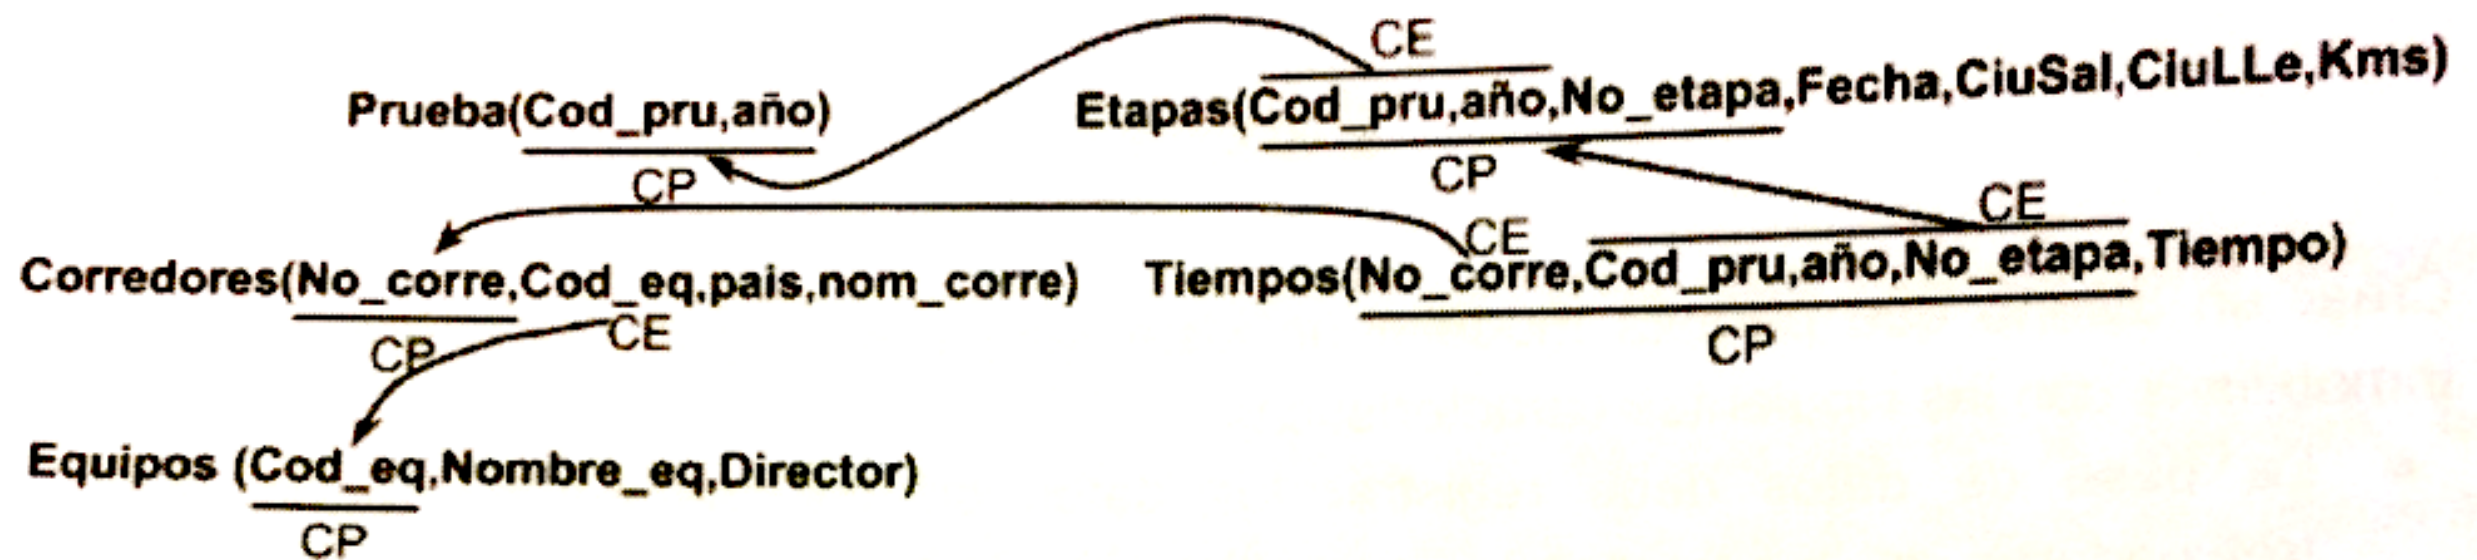 CE
Prueba(Cod_pru,año) Etapas(Cod_pru,año,No_etapa,Fecha,CiuSal,CiuLLe,Kms)
CP CP
CE CE
Corredores(No_corre,Cod_eq,pais,nom_corre) Tiempos(No_corre,Cod_pru,año,No_etapa,Tiempo)
CP CE CP
Equipos (Cod_eq,Nombre_eq,Director)
CP